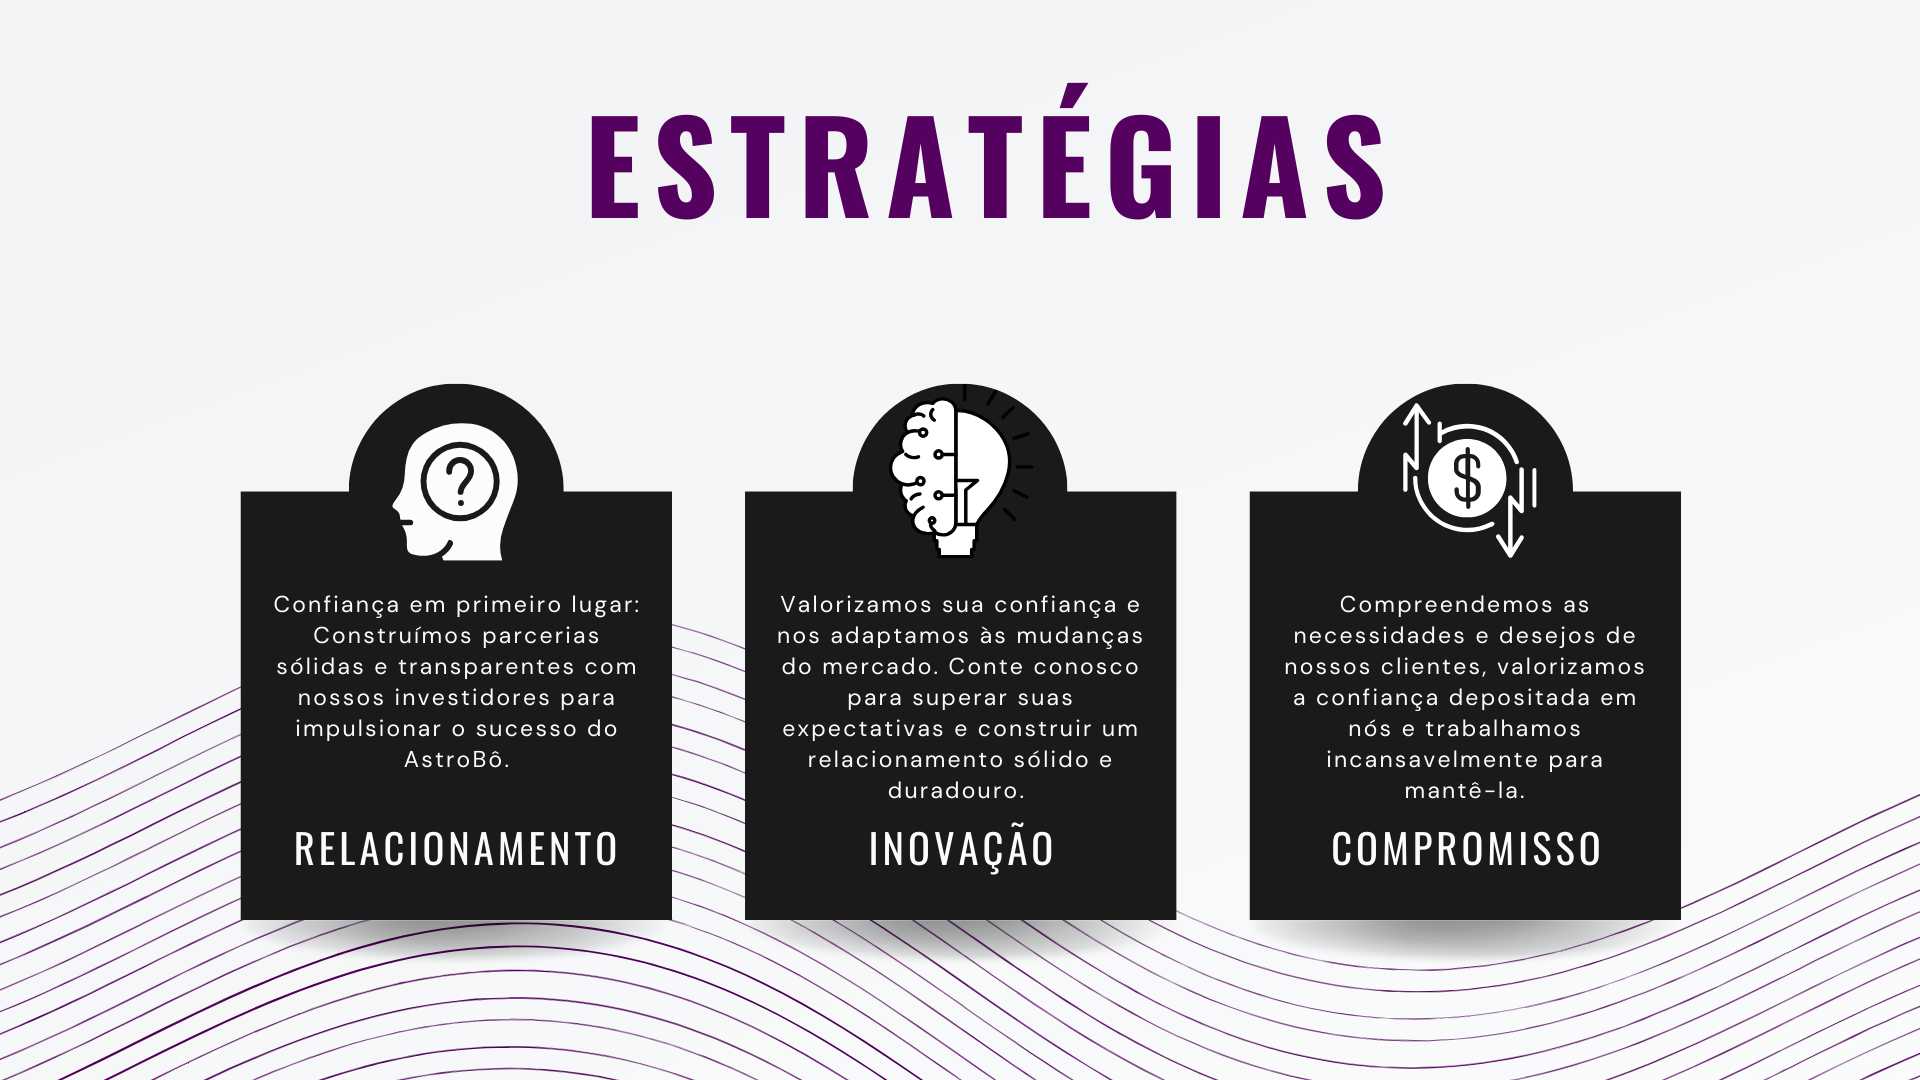 ESTRATÉGIAS
Confiança em primeiro lugar:
Construímos parcerias
sólidas e transparentes com
nossos investidores para
impulsionar o sucesso do
AstroBô.
RELACIONAMENTO
Valorizamos sua confiança e
nos adaptamos às mudanças
do mercado. Conte conosco
para superar suas
expectativas e construir um
relacionamento sólido e
duradouro.
INOVAÇÃO
Compreendemos as
necessidades e desejos de
nossos clientes, valorizamos
a confiança depositada em
nós e trabalhamos
incansavelmente para
mantê-la.
COMPROMISSO